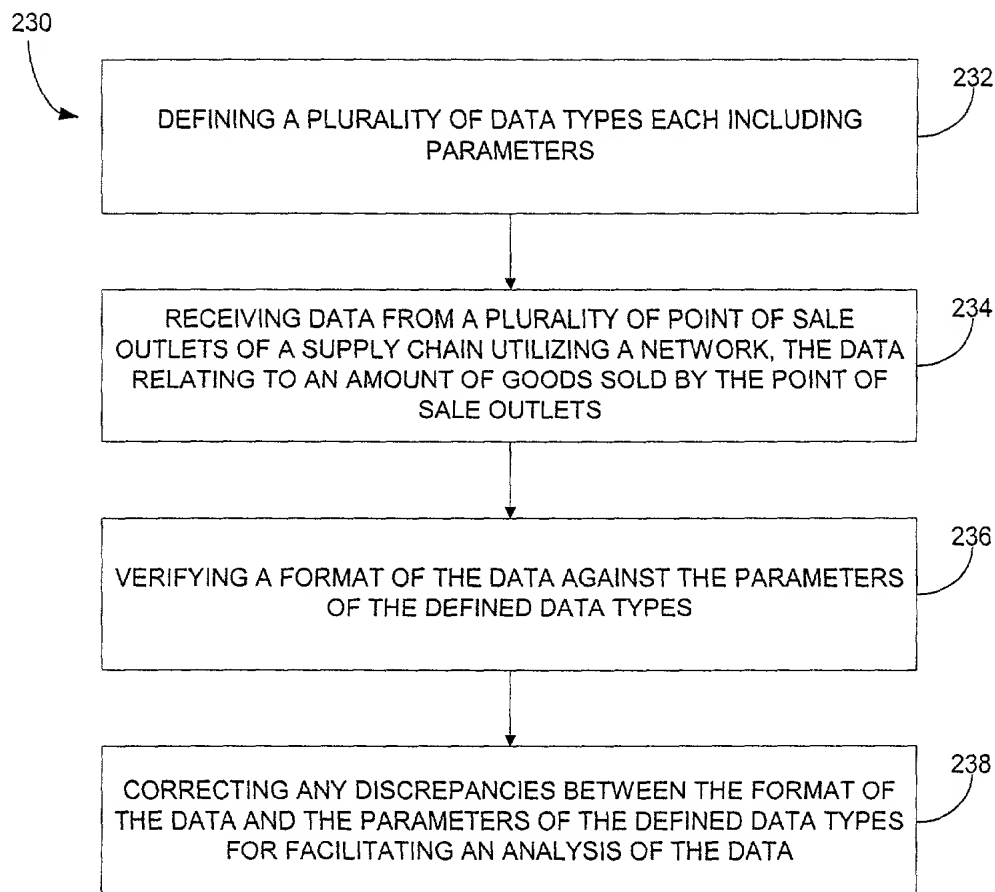 230
232
DEFINING A PLURALITY OF DATA TYPES EACH INCLUDING
PARAMETERS
234
RECEIVING DATA FROM A PLURALITY OF POINT OF SALE
OUTLETS OF A SUPPLY CHAIN UTILIZING A NETWORK, THE DATA
RELATING TO AN AMOUNT OF GOODS SOLD BY THE POINT OF
SALE OUTLETS
236
VERIFYING A FORMAT OF THE DATA AGAINST THE PARAMETERS
OF THE DEFINED DATA TYPES
238
CORRECTING ANY DISCREPANCIES BETWEEN THE FORMAT OF
THE DATA AND THE PARAMETERS OF THE DEFINED DATA TYPES
FOR FACILITATING AN ANALYSIS OF THE DATA